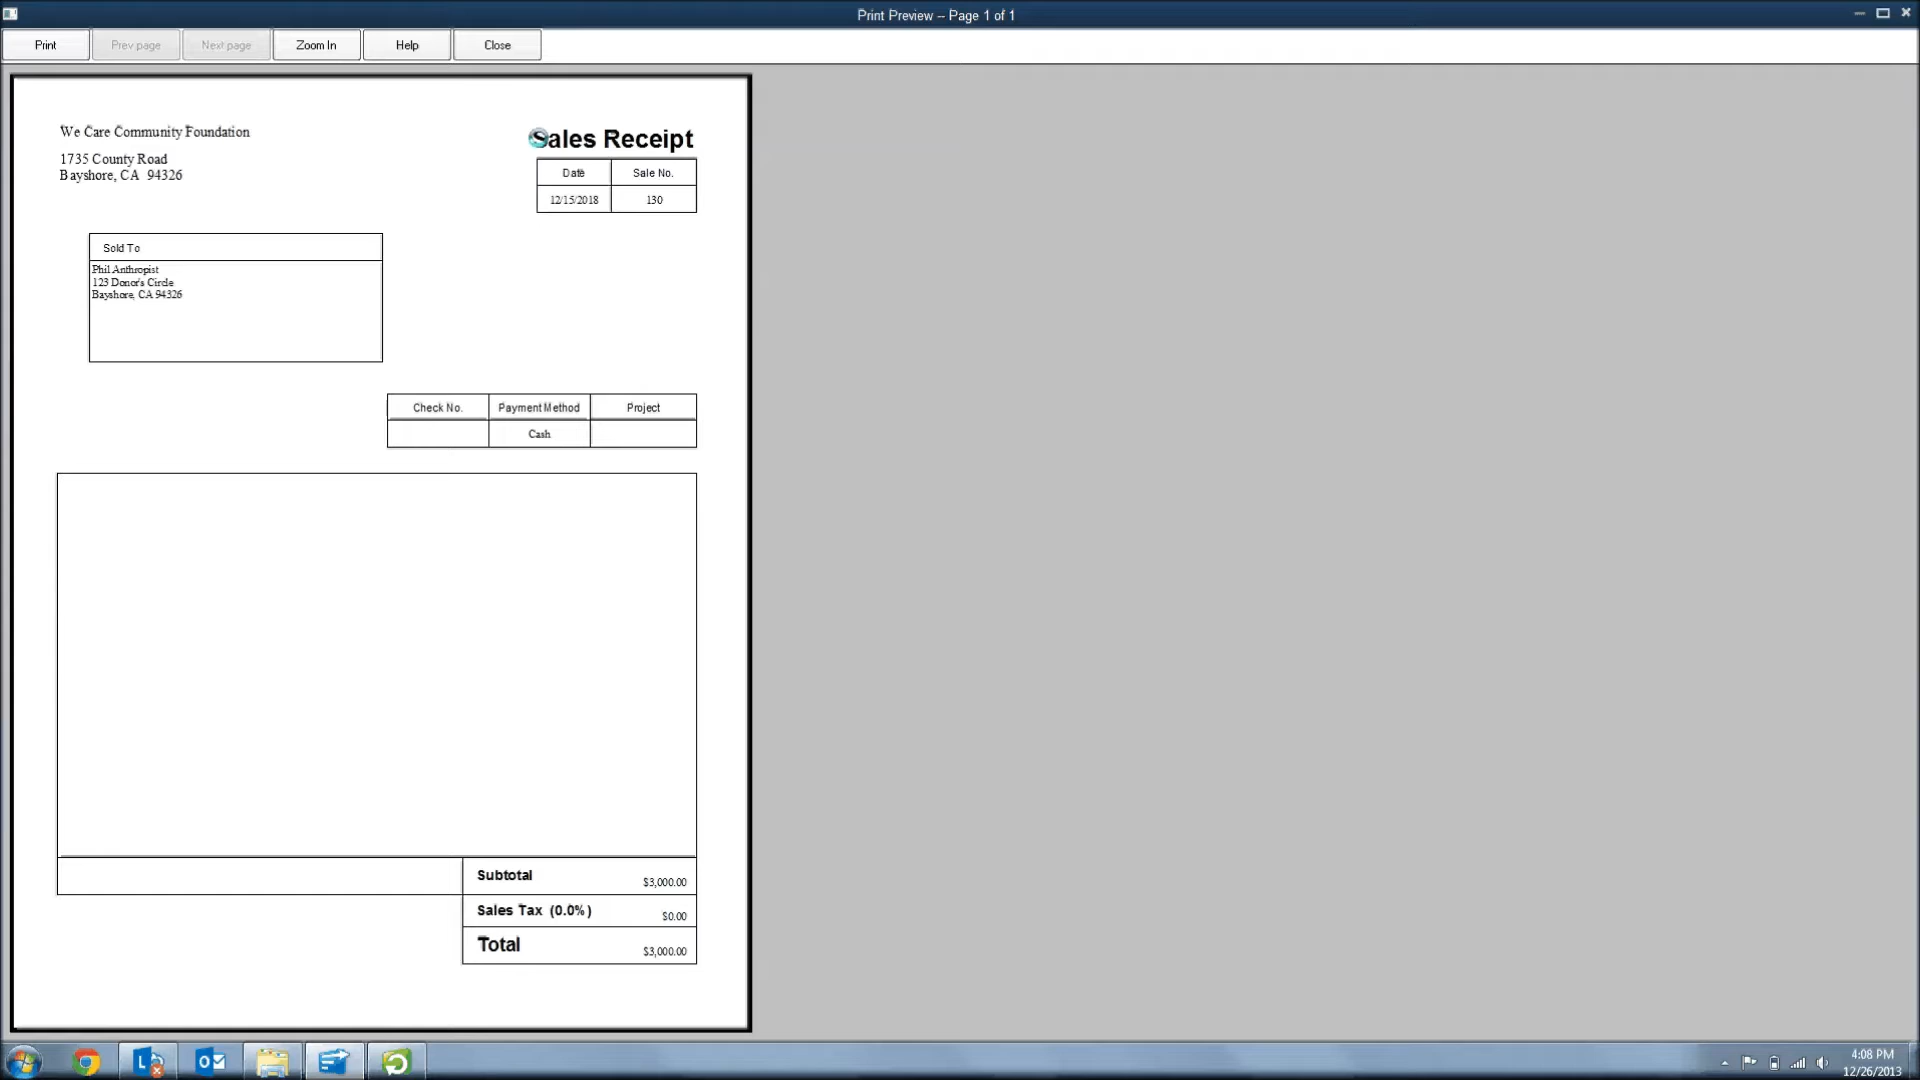 Print Preview -- Page 1 of 1
Print Prev page Next page Zoom In Help Close
We Care Community Foundation
1735 County Road
Bayshore, CA 94326
Sales Receipt
Date Sale No.
12/15/2018 130
Sold To
Phil Anthropist
123 Donor's Circle
Bayshore, CA 94326
Check No. Payment Method Project
Cash
Subtotal $3,000.00
Sales Tax (0.0%) $0.00
Total $3,000.00
4:08 PM
12/26/2013